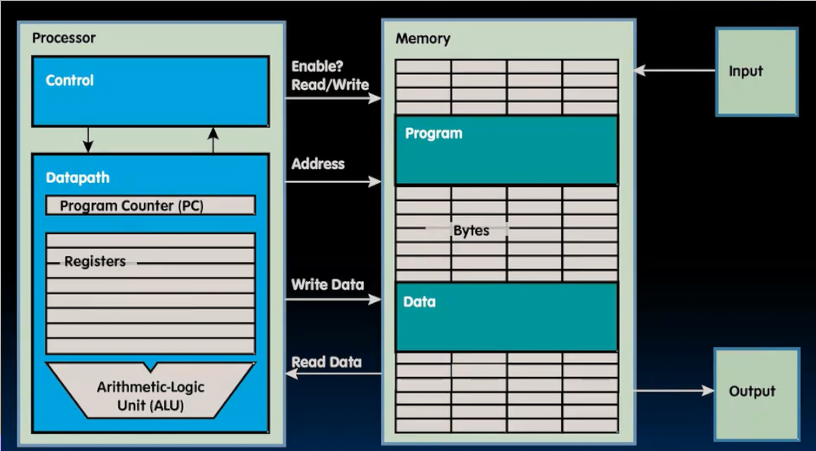 Processor
Control
Datapath
Program Counter (PC)
Registers
Arithmetic-Logic
Unit (ALU)
Enable?
Read/Write
Address
Write Data
Read Data
Memory
Program
Bytes
Data
Input
Output